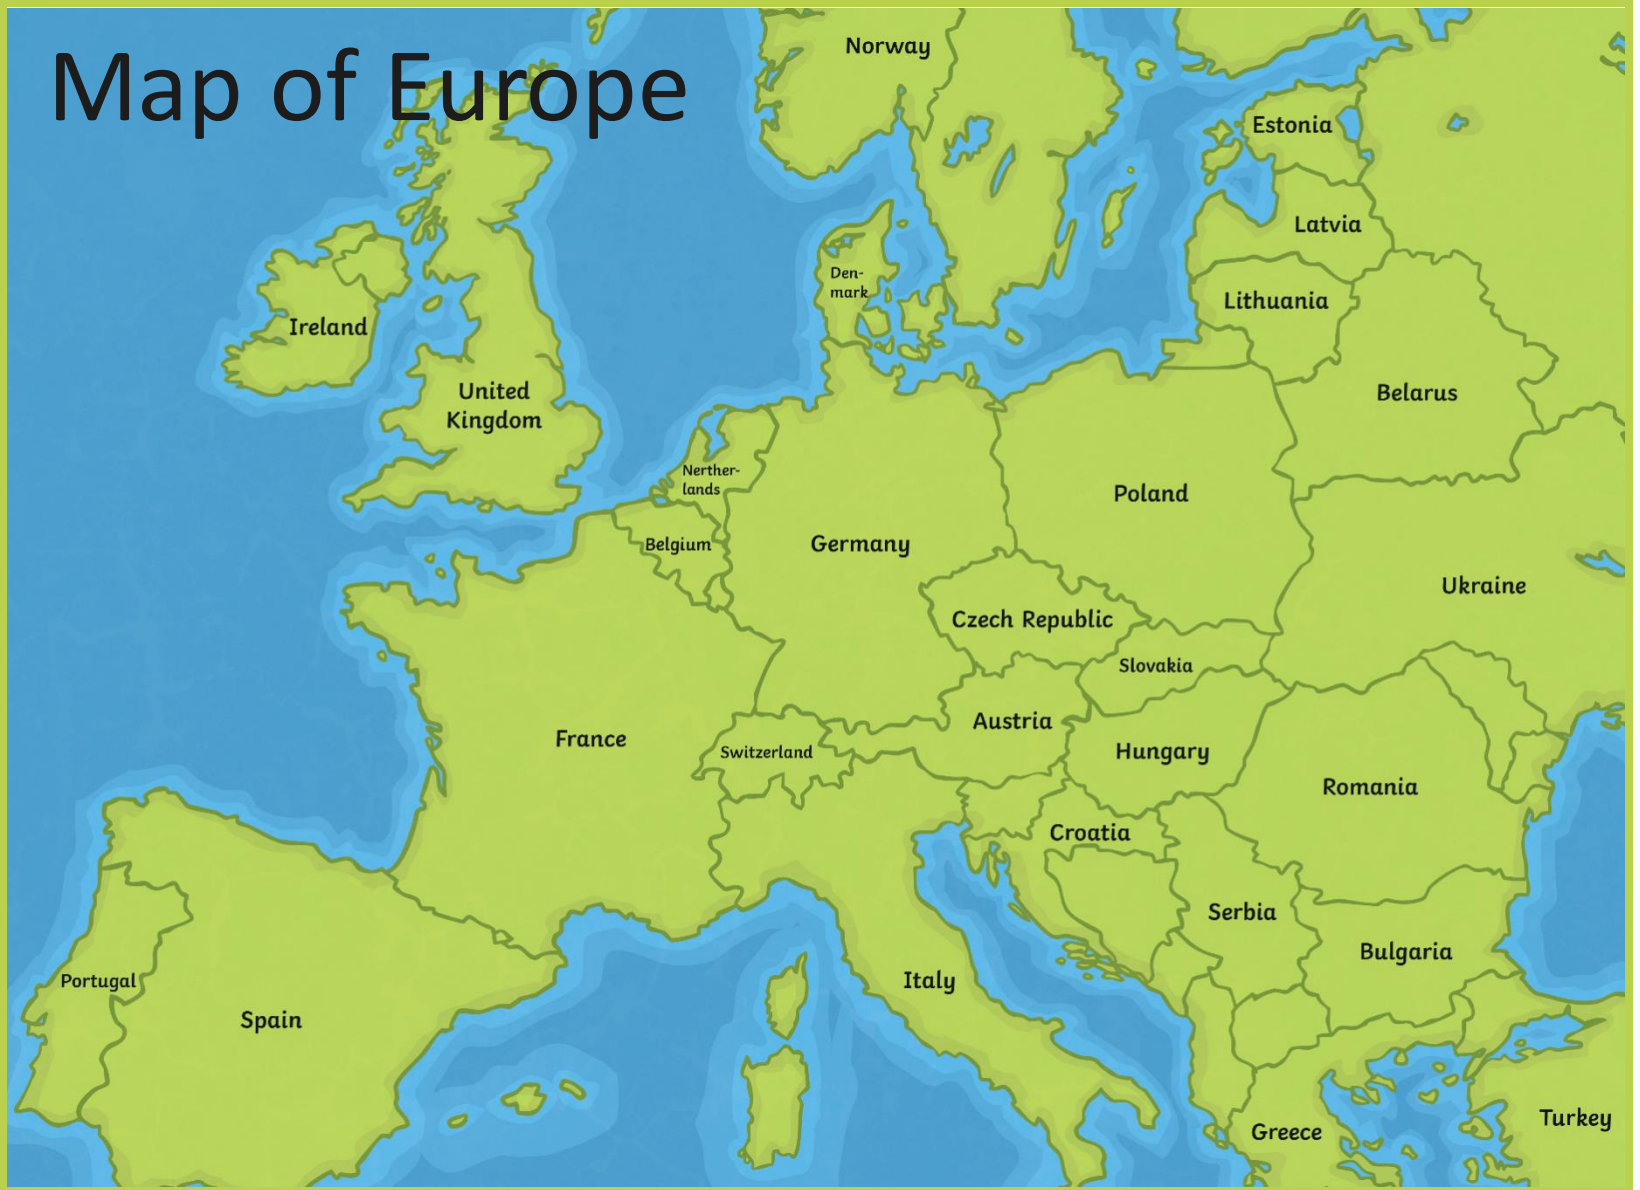 Map of Europe
Norway
Estonia
Latvia
Den-
mark
Lithuania
Ireland
United
Kingdom
Belarus
Nerther-
lands
Poland
Belgium
Germany
Ukraine
Czech Republic
Slovakia
Austria
France
Switzerland
Hungary
Romania
Croatia
Serbia
Bulgaria
Portugal
Italy
Spain
Greece
Turkey